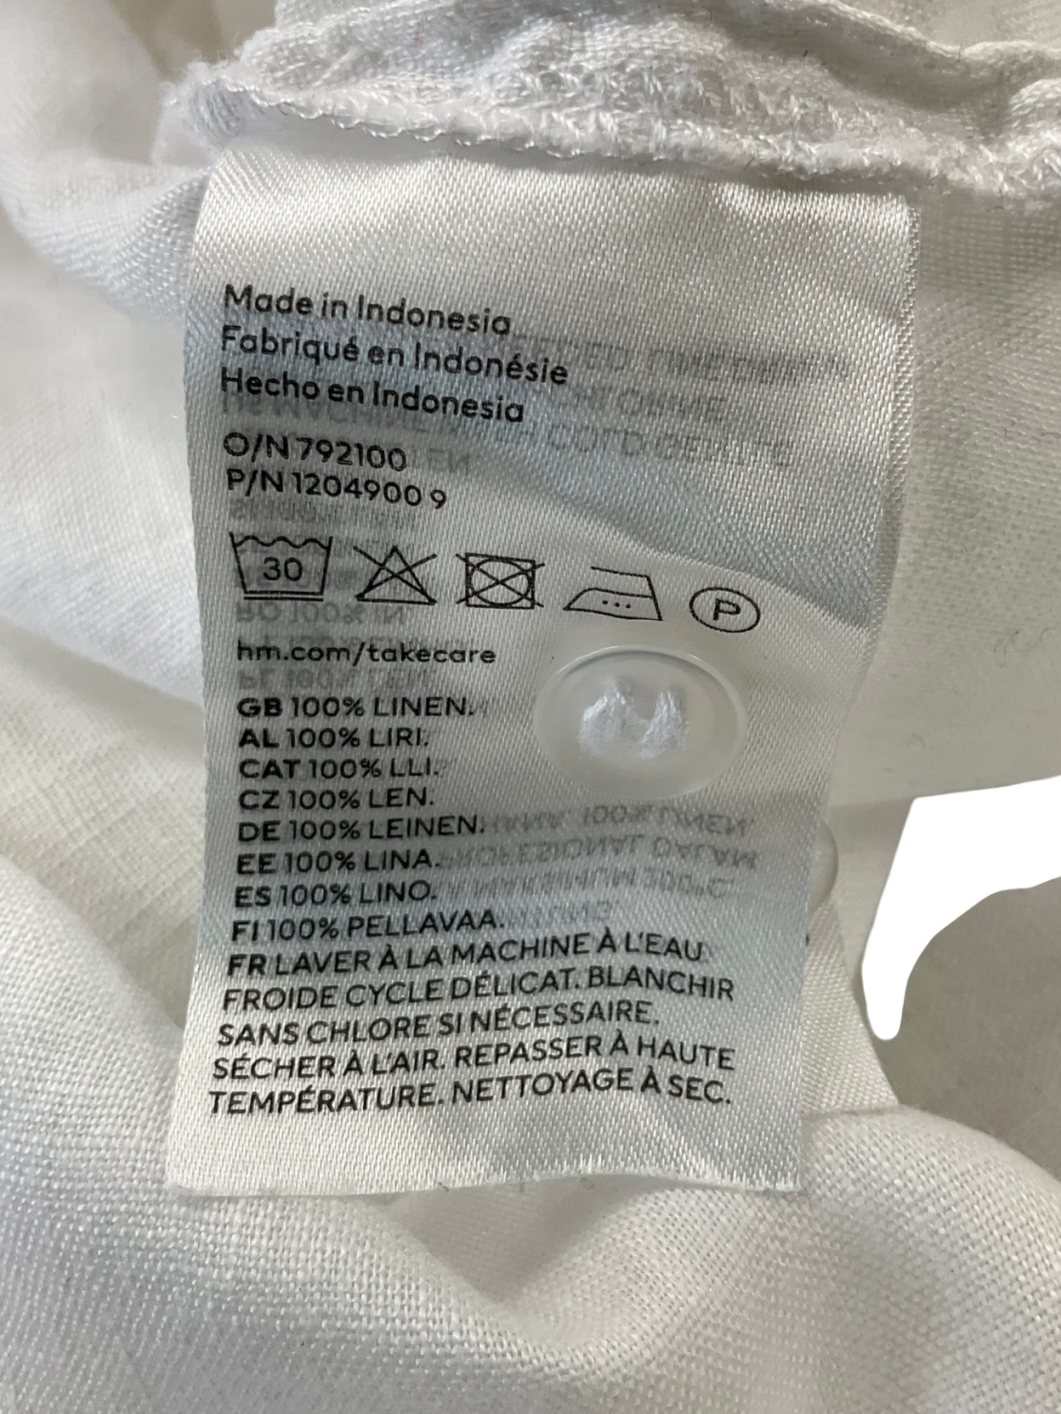 Made in Indonesia
Fabriqué en Indonésie
Hecho en Indonesia
O/N 792100
P/N 1204900 9
30
P
hm.com/takecare
GB 100% LINEN.
AL 100% LIRI.
CAT 100% LLI.
CZ 100% LEN.
DE 100% LEINEN.
EE 100% LINA.
ES 100% LINO.
FI 100% PELLAVAA.
FR LAVER À LA MACHINE À L'EAU
FROIDE CYCLE DÉLICAT. BLANCHIR
SANS CHLORE SI NÉCESSAIRE.
SÉCHER À L'AIR. REPASSER À HAUTE
TEMPÉRATURE. NETTOYAGE À SEC.